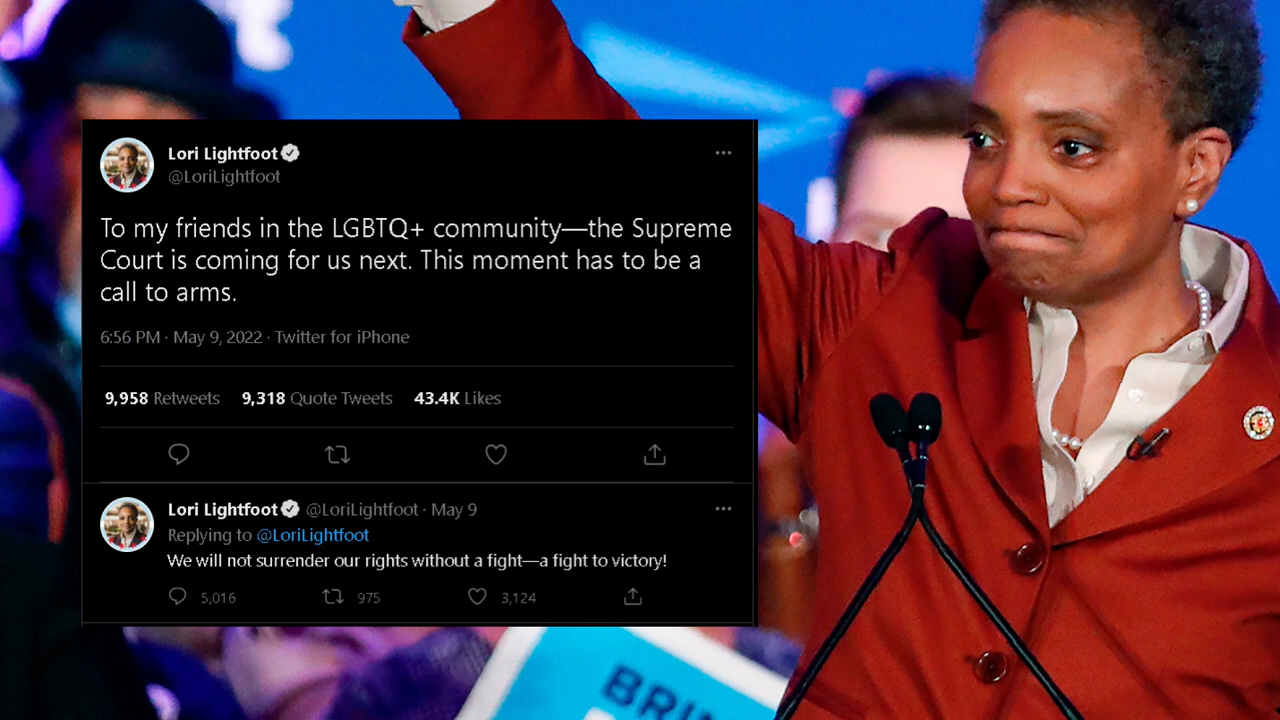 Lori Lightfoot
@LoriLightfoot
To my friends in the LGBTQ+ community—the Supreme
Court is coming for us next. This moment has to be a
call to arms.
6:56 PM · May 9, 2022 · Twitter for iPhone
9,958 Retweets 9,318 Quote Tweets 43.4K Likes
Lori Lightfoot @LoriLightfoot · May 9
Replying to @LoriLightfoot
We will not surrender our rights without a fight—a fight to victory!
5,016 975 3,124